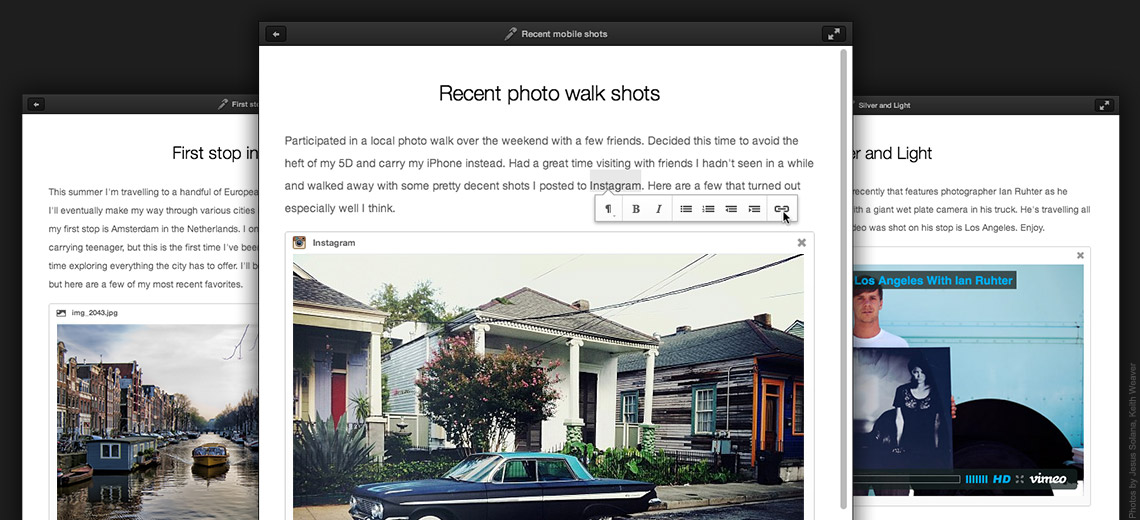 Recent mobile shots
Recent photo walk shots
Participated in a local photo walk over the weekend with a few friends. Decided this time to avoid the
heft of my 5D and carry my iPhone instead. Had a great time visiting with friends I hadn't seen in a while
and walked away with some pretty decent shots I posted to Instagram. Here are a few that turned out
especially well I think.
¶ B I
Instagram
First sto
First stop in
This summer I'm travelling to a handful of Europea
I'll eventually make my way through various cities
my first stop is Amsterdam in the Netherlands. I on
carrying teenager, but this is the first time I've bee
time exploring everything the city has to offer. I'll b
but here are a few of my most recent favorites.
img_2043.jpg
Silver and Light
er and Light
recently that features photographer Ian Ruhter as he
with a giant wet plate camera in his truck. He's travelling all
deo was shot on his stop is Los Angeles. Enjoy.
Los Angeles With Ian Ruhter
HD vimeo
Photos by Jesus Solana, Keith Weaver